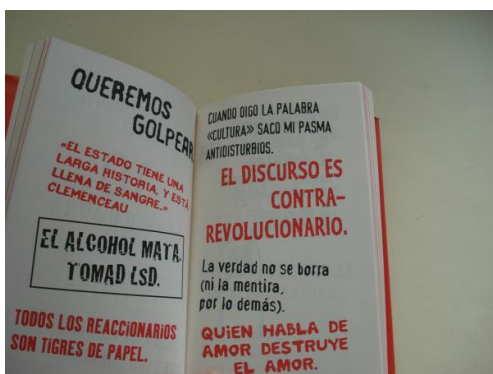 QUEREMOS
GOLPEAR
«EL ESTADO TIENE UNA
LARGA HISTORIA, Y ESTÁ
LLENA DE SANGRE.»
CLEMENCEAU
EL ALCOHOL MATA.
TOMAD LSD.
TODOS LOS REACCIONARIOS
SON TIGRES DE PAPEL.
CUANDO OIGO LA PALABRA
«CULTURA» SACO MI PASMA
ANTIDISTURBIOS.
EL DISCURSO ES
CONTRA-
REVOLUCIONARIO.
La verdad no se borra
(ni la mentira,
por lo demás).
QUIEN HABLA DE
AMOR DESTRUYE
EL AMOR.